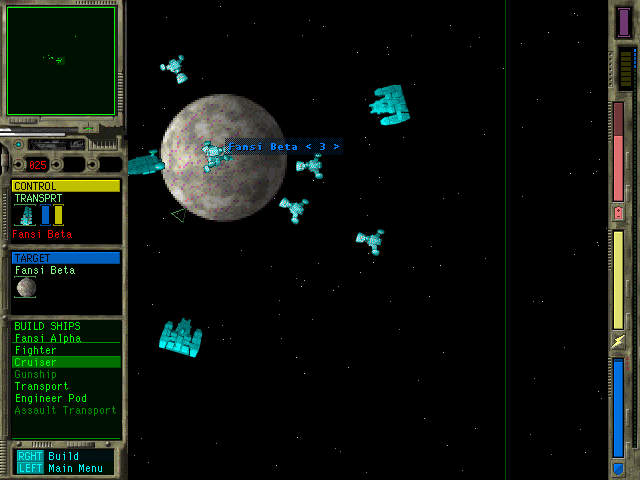 025
CONTROL
TRANSPRT
Fansi Beta
TARGET
Fansi Beta
BUILD SHIPS
Fansi Alpha
Fighter
Cruiser
Gunship
Transport
Engineer Pod
Assault Transport
RGHT Build
LEFT Main Menu
Fansi Beta < 3 >